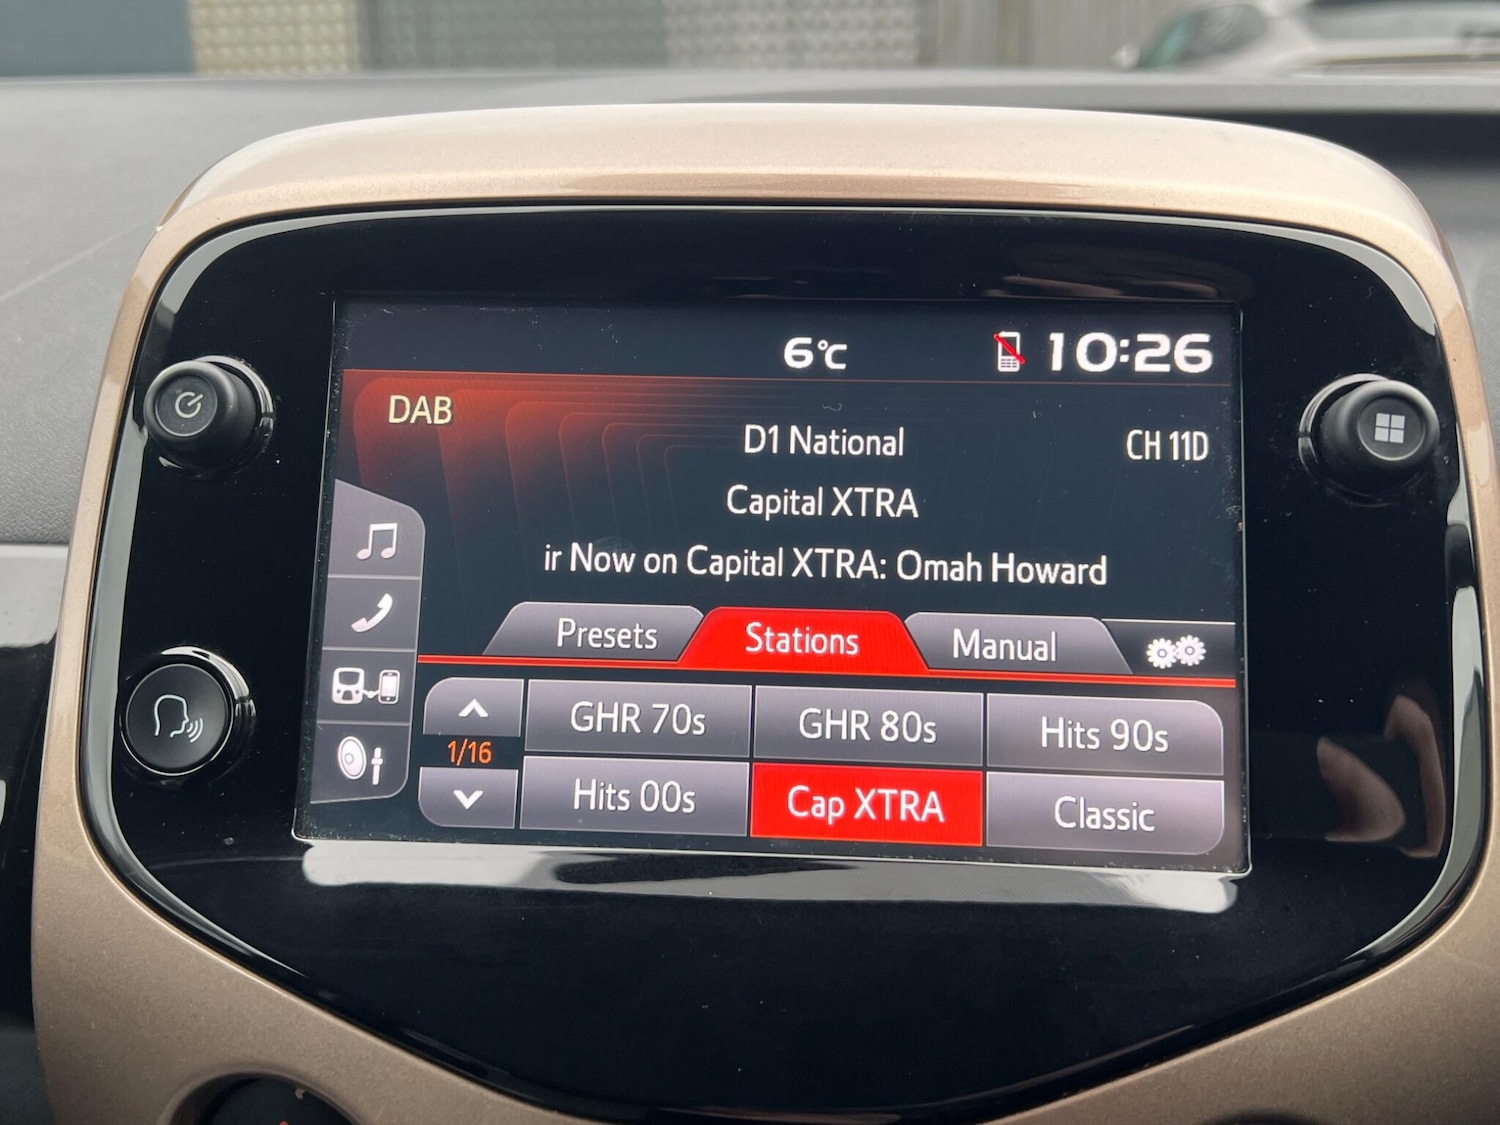 6°C 10:26
DAB
D1 National CH 11D
Capital XTRA
ir Now on Capital XTRA: Omah Howard
Presets Stations Manual
GHR 70s GHR 80s Hits 90s
1/16
Hits 00s Cap XTRA Classic